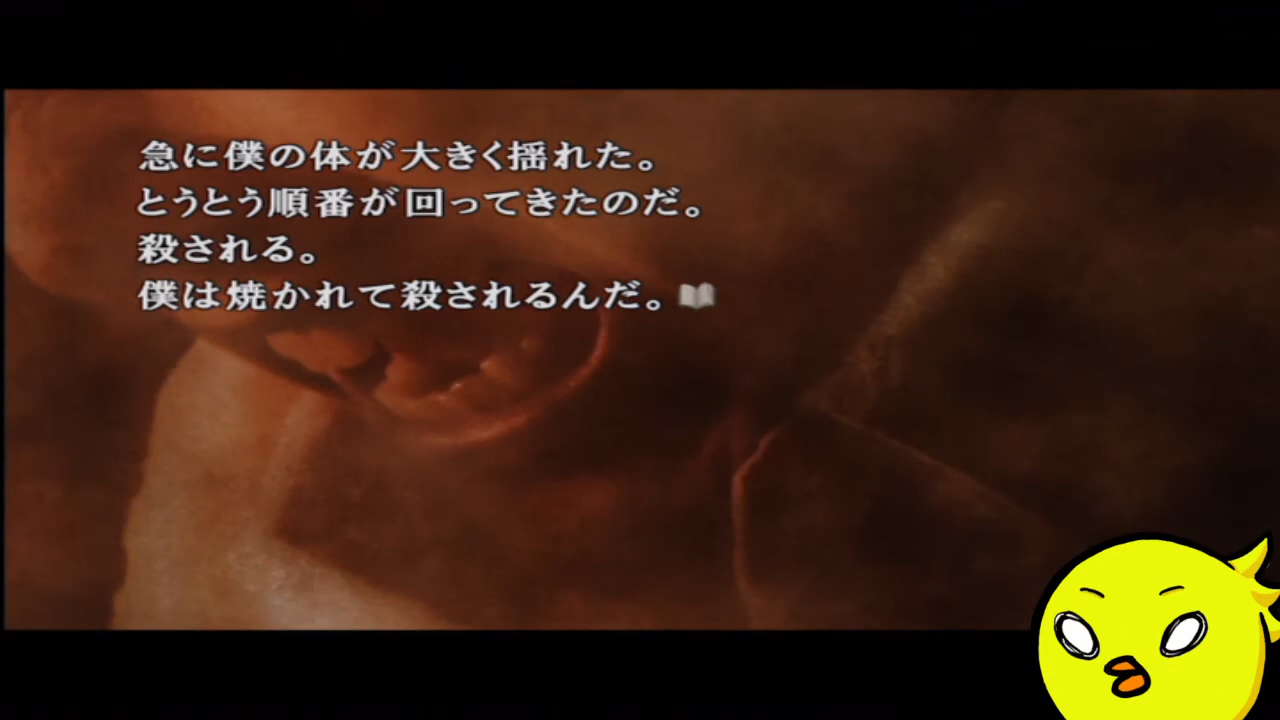 急に僕の体が大きく揺れた。
とうとう順番が回ってきたのだ。
殺される。
僕は焼かれて殺されるんだ。